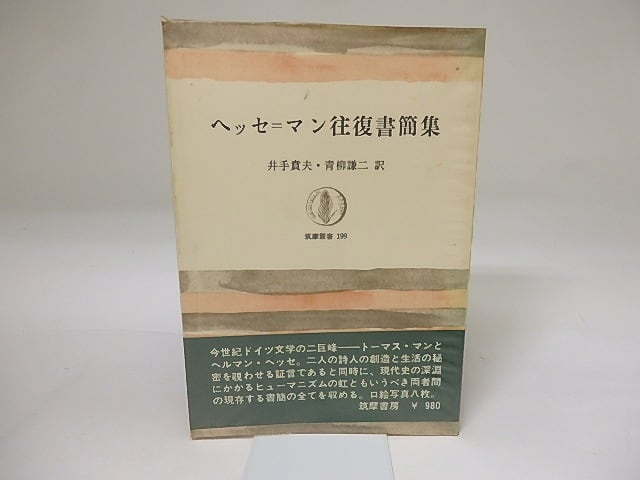 ヘッセ=マン往復書簡集
井手賁夫・青柳謙二 訳
筑摩叢書 199
今世紀ドイツ文学の二巨峰――トーマス・マンと
ヘルマン・ヘッセ。二人の詩人の創造と生活の秘
密を覗わせる証言であると同時に、現代史の深淵
にかかるヒューマニズムの虹ともいうべき両者間
の現存する書簡の全てを収める。口絵写真八枚。
筑摩書房 ¥ 980